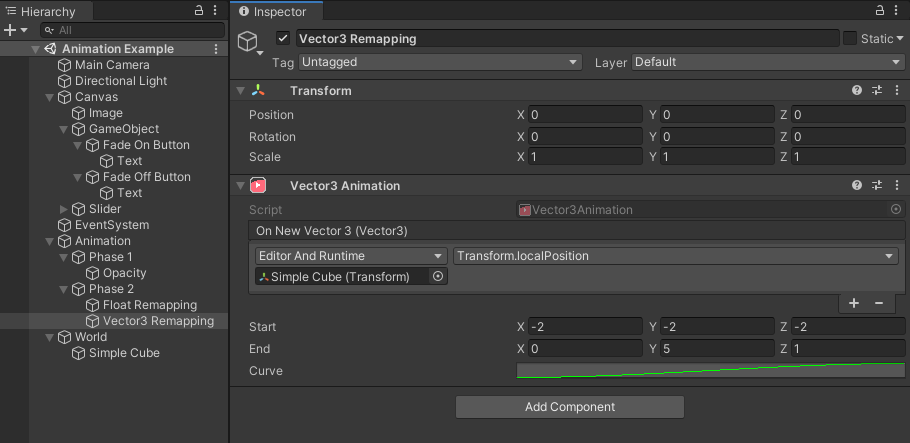 Hierarchy
All
Animation Example
Main Camera
Directional Light
Canvas
Image
GameObject
Fade On Button
Text
Fade Off Button
Text
Slider
EventSystem
Animation
Phase 1
Opacity
Phase 2
Float Remapping
Vector3 Remapping
World
Simple Cube
Inspector
Vector3 Remapping Static
Tag Untagged Layer Default
Transform
Position X 0 Y 0 Z 0
Rotation X 0 Y 0 Z 0
Scale X 1 Y 1 Z 1
Vector3 Animation
Script Vector3Animation
On New Vector 3 (Vector3)
Editor And Runtime Transform.localPosition
Simple Cube (Transform)
Start X -2 Y -2 Z -2
End X 0 Y 5 Z 1
Curve
Add Component